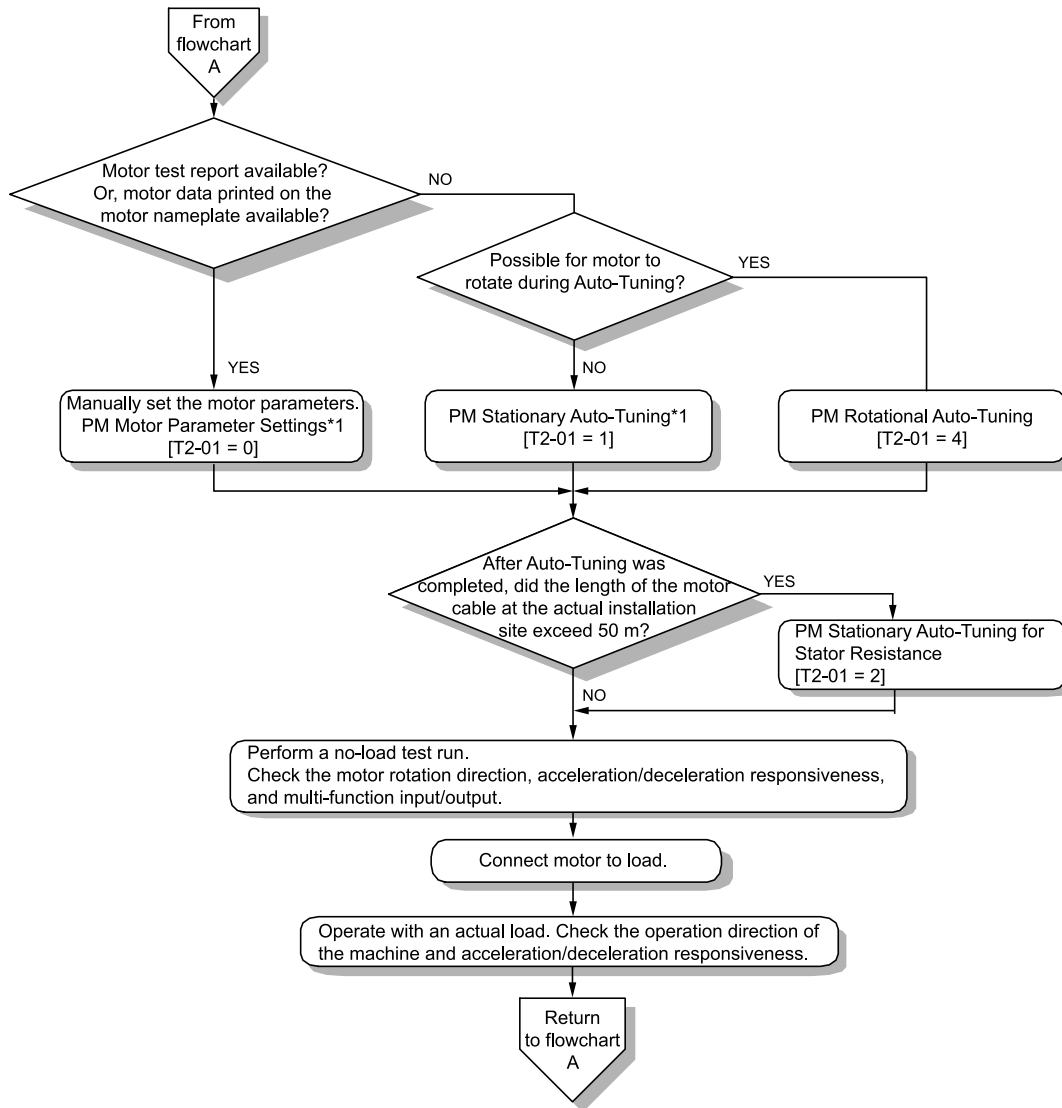 From
flowchart
A
Motor test report available?
Or, motor data printed on the
motor nameplate available?
NO
Possible for motor to
rotate during Auto-Tuning?
YES
YES
NO
Manually set the motor parameters.
PM Motor Parameter Settings*1
[T2-01 = 0]
PM Stationary Auto-Tuning*1
[T2-01 = 1]
PM Rotational Auto-Tuning
[T2-01 = 4]
After Auto-Tuning was
completed, did the length of the motor
cable at the actual installation
site exceed 50 m?
YES
PM Stationary Auto-Tuning for
Stator Resistance
[T2-01 = 2]
NO
Perform a no-load test run.
Check the motor rotation direction, acceleration/deceleration responsiveness,
and multi-function input/output.
Connect motor to load.
Operate with an actual load. Check the operation direction of
the machine and acceleration/deceleration responsiveness.
Return
to flowchart
A